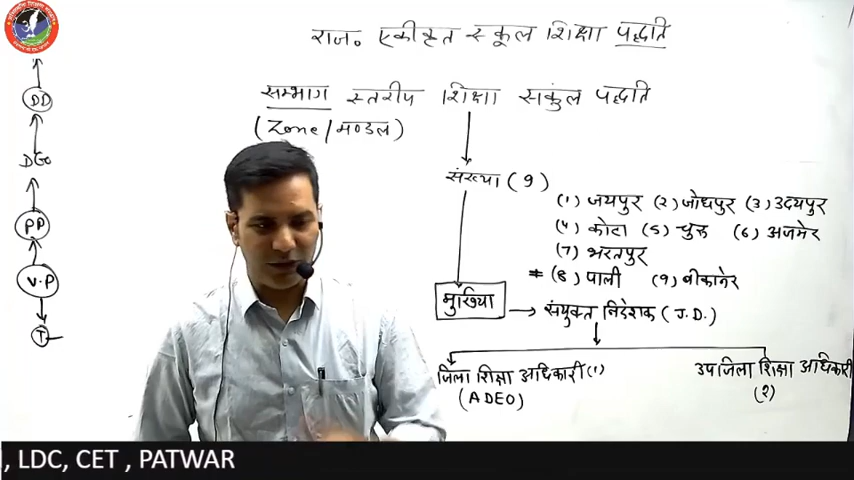 राज॰ एकीकृत स्कूल शिक्षा पद्धति
सम्भाग स्तरीय शिक्षा संकुल पद्धति
(Zone/मण्डल)
संख्या (9)
(1) जयपुर (2) जोधपुर (3) उदयपुर
(4) कोटा (5) चुरू (6) अजमेर
(7) भरतपुर
* (8) पाली (9) बीकानेर
मुखिया → संयुक्त निदेशक (J.D.)
जिला शिक्षा अधिकारी (1)
(ADEO)
उपजिला शिक्षा अधिकारी
(2)
DD
DEO
PP
V.P
T
, LDC, CET , PATWAR